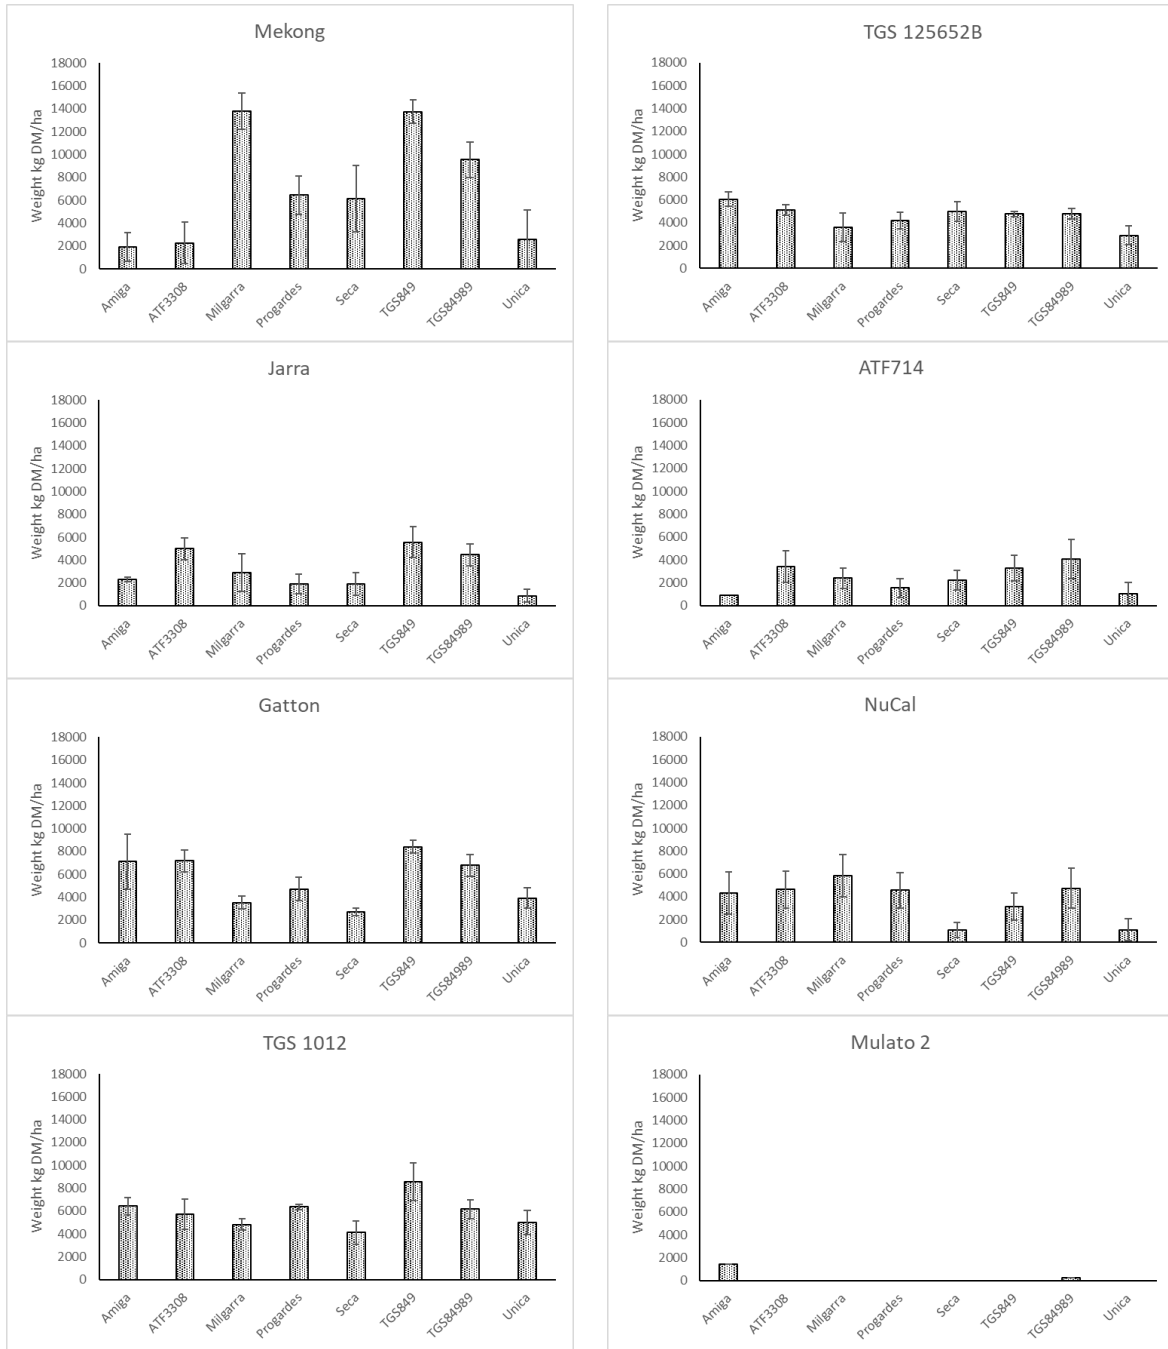 Mekong
Weight kg DM/ha
18000
16000
14000
12000
10000
8000
6000
4000
2000
0
Amiga
ATF3308
Milgarra
Progardes
Seca
TGS849
TGS84989
Unica
TGS 125652B
Weight kg DM/ha
18000
16000
14000
12000
10000
8000
6000
4000
2000
0
Amiga
ATF3308
Milgarra
Progardes
Seca
TGS849
TGS84989
Unica
Jarra
Weight kg DM/ha
18000
16000
14000
12000
10000
8000
6000
4000
2000
0
Amiga
ATF3308
Milgarra
Progardes
Seca
TGS849
TGS84989
Unica
ATF714
Weight kg DM/ha
18000
16000
14000
12000
10000
8000
6000
4000
2000
0
Amiga
ATF3308
Milgarra
Progardes
Seca
TGS849
TGS84989
Unica
Gatton
Weight kg DM/ha
18000
16000
14000
12000
10000
8000
6000
4000
2000
0
Amiga
ATF3308
Milgarra
Progardes
Seca
TGS849
TGS84989
Unica
NuCal
Weight kg DM/ha
18000
16000
14000
12000
10000
8000
6000
4000
2000
0
Amiga
ATF3308
Milgarra
Progardes
Seca
TGS849
TGS84989
Unica
TGS 1012
Weight kg DM/ha
18000
16000
14000
12000
10000
8000
6000
4000
2000
0
Amiga
ATF3308
Milgarra
Progardes
Seca
TGS849
TGS84989
Unica
Mulato 2
Weight kg DM/ha
18000
16000
14000
12000
10000
8000
6000
4000
2000
0
Amiga
ATF3308
Milgarra
Progardes
Seca
TGS849
TGS84989
Unica